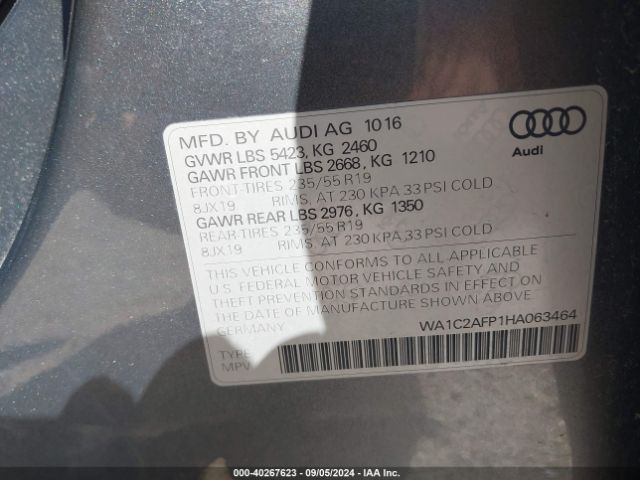 MFD. BY AUDI AG 1016
GVWR LBS 5423, KG 2460
GAWR FRONT LBS 2668, KG 1210
FRONT-TIRES 235/55 R19
8JX19 RIMS, AT 230 KPA, 33 PSI COLD
GAWR REAR LBS 2976, KG 1350
REAR-TIRES 235/55 R19
8JX19 RIMS, AT 230 KPA, 33 PSI COLD
Audi
THIS VEHICLE CONFORMS TO ALL APPLICABLE
U.S. FEDERAL MOTOR VEHICLE SAFETY AND
THEFT PREVENTION STANDARDS IN EFFECT ON
THE DATE OF MANUFACTURE SHOWN ABOVE.
GERMANY
WA1C2AFP1HA063464
TYPE
MPV
000-40267623 - 09/05/2024 - IAA Inc.